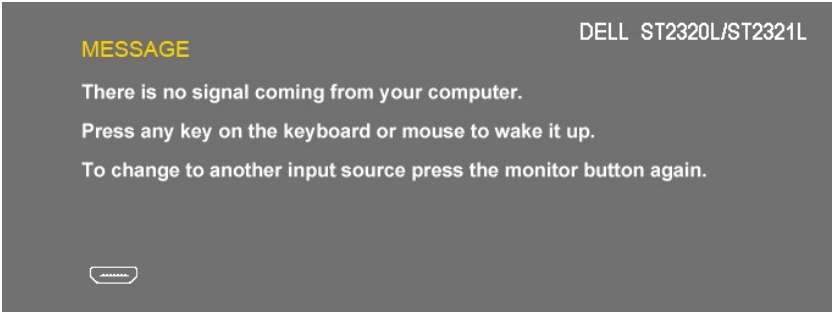 DELL ST2320L/ST2321L
MESSAGE
There is no signal coming from your computer.
Press any key on the keyboard or mouse to wake it up.
To change to another input source press the monitor button again.